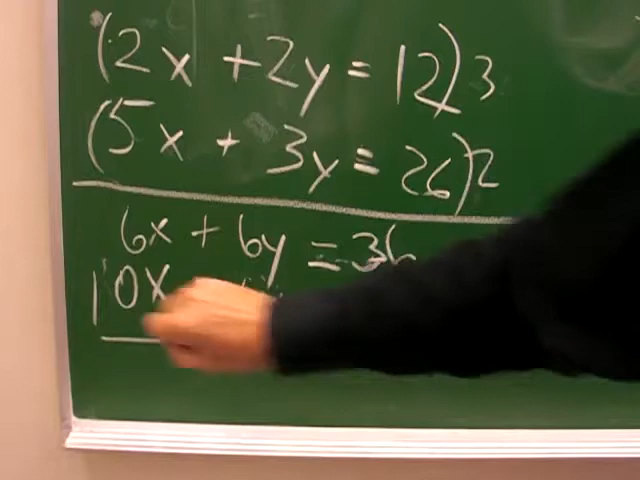 (2x + 2y = 12)3
(5x + 3y = 26)2
6x + 6y = 36
10x